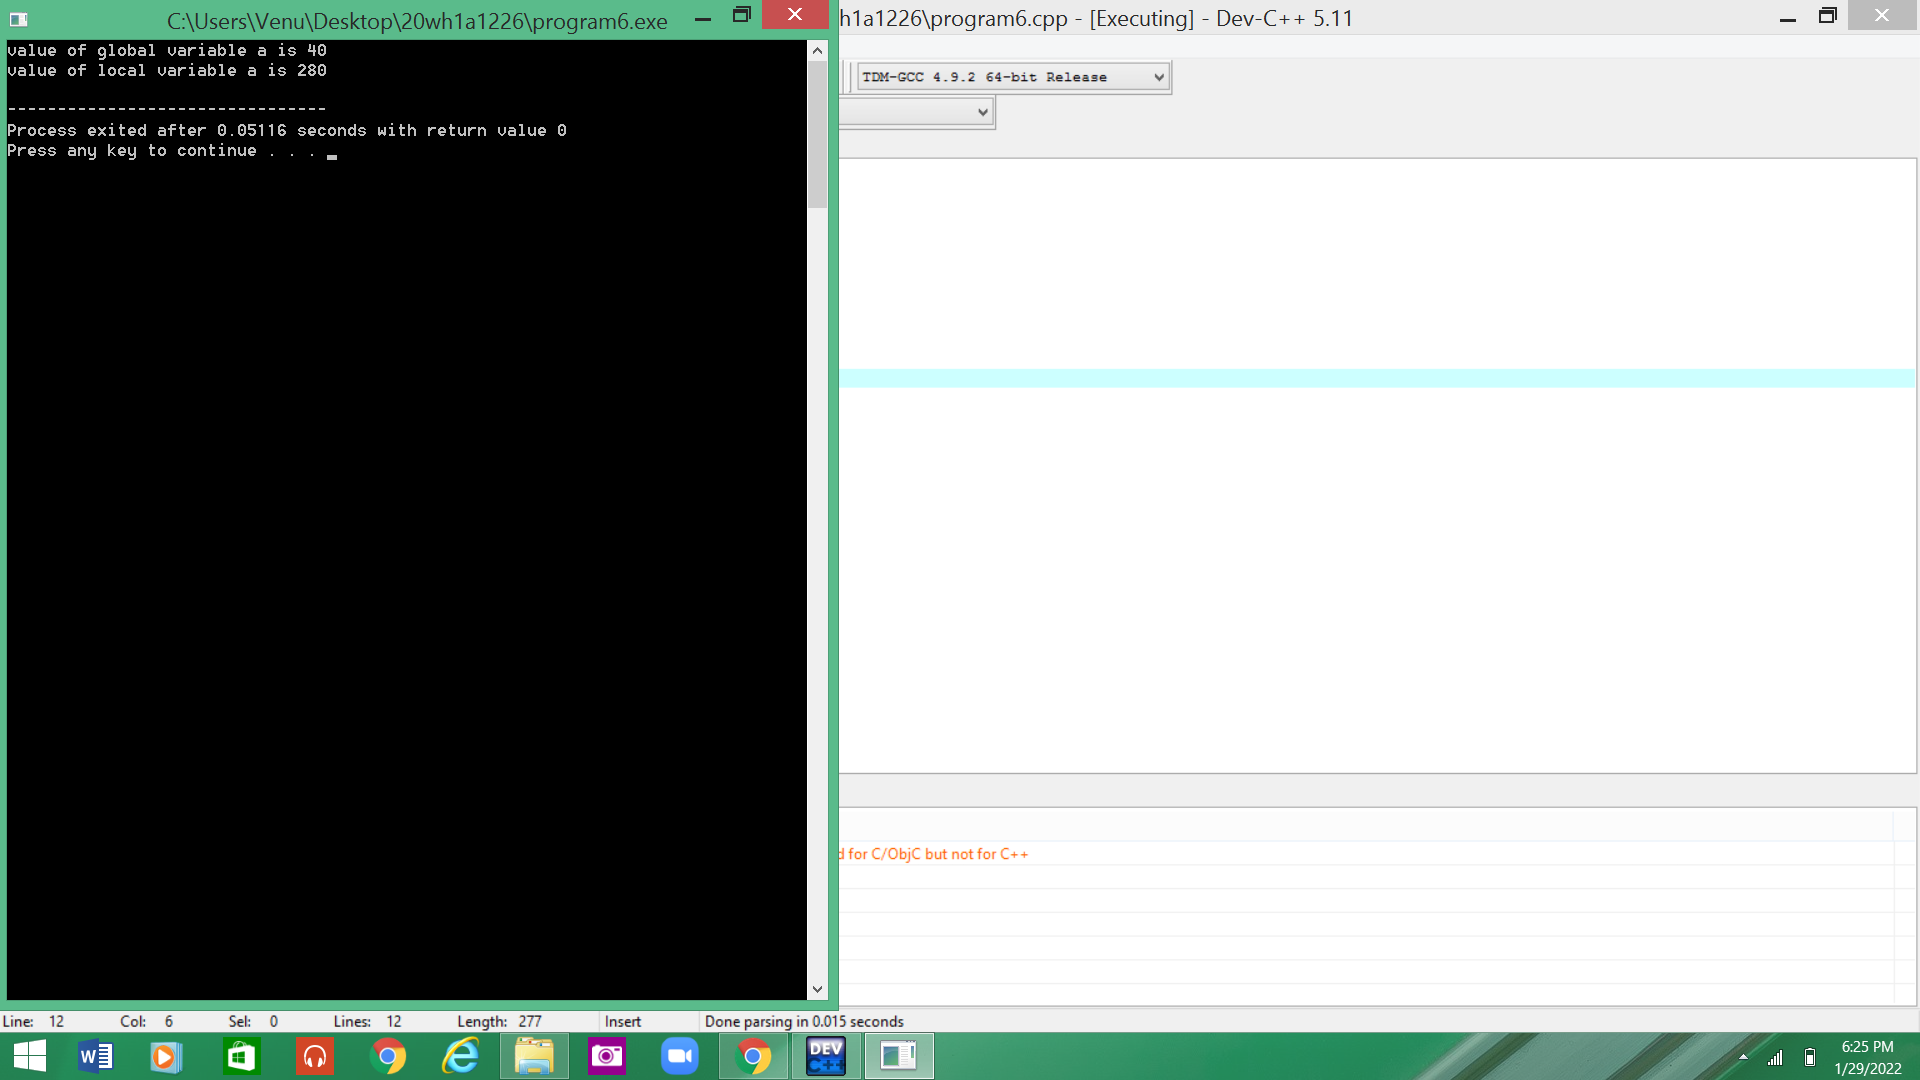 C:\Users\Venu\Desktop\20wh1a1226\program6.exe
h1a1226\program6.cpp - [Executing] - Dev-C++ 5.11
value of global variable a is 40
value of local variable a is 280
--------------------------------
Process exited after 0.05116 seconds with return value 0
Press any key to continue . . .
TDM-GCC 4.9.2 64-bit Release
d for C/ObjC but not for C++
Line: 12 Col: 6 Sel: 0 Lines: 12 Length: 277 Insert Done parsing in 0.015 seconds
W
DEV
C++
6:25 PM
1/29/2022